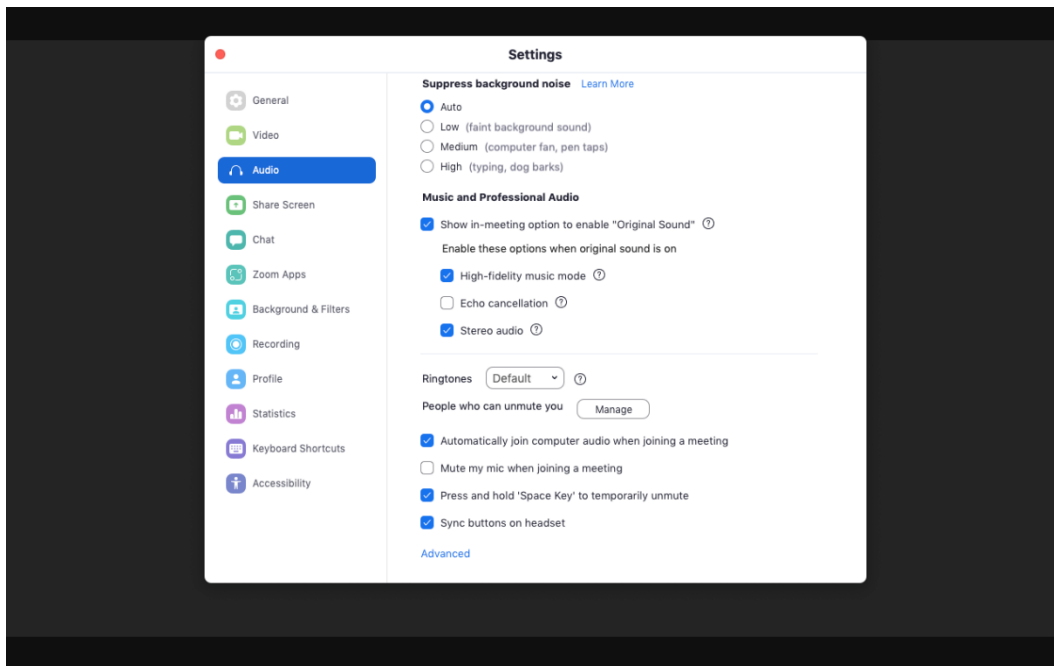 Settings
General
Video
Audio
Share Screen
Chat
Zoom Apps
Background & Filters
Recording
Profile
Statistics
Keyboard Shortcuts
Accessibility
Suppress background noise Learn More
Auto
Low (faint background sound)
Medium (computer fan, pen taps)
High (typing, dog barks)
Music and Professional Audio
Show in-meeting option to enable "Original Sound" ?
Enable these options when original sound is on
High-fidelity music mode ?
Echo cancellation ?
Stereo audio ?
Ringtones Default ?
People who can unmute you Manage
Automatically join computer audio when joining a meeting
Mute my mic when joining a meeting
Press and hold 'Space Key' to temporarily unmute
Sync buttons on headset
Advanced